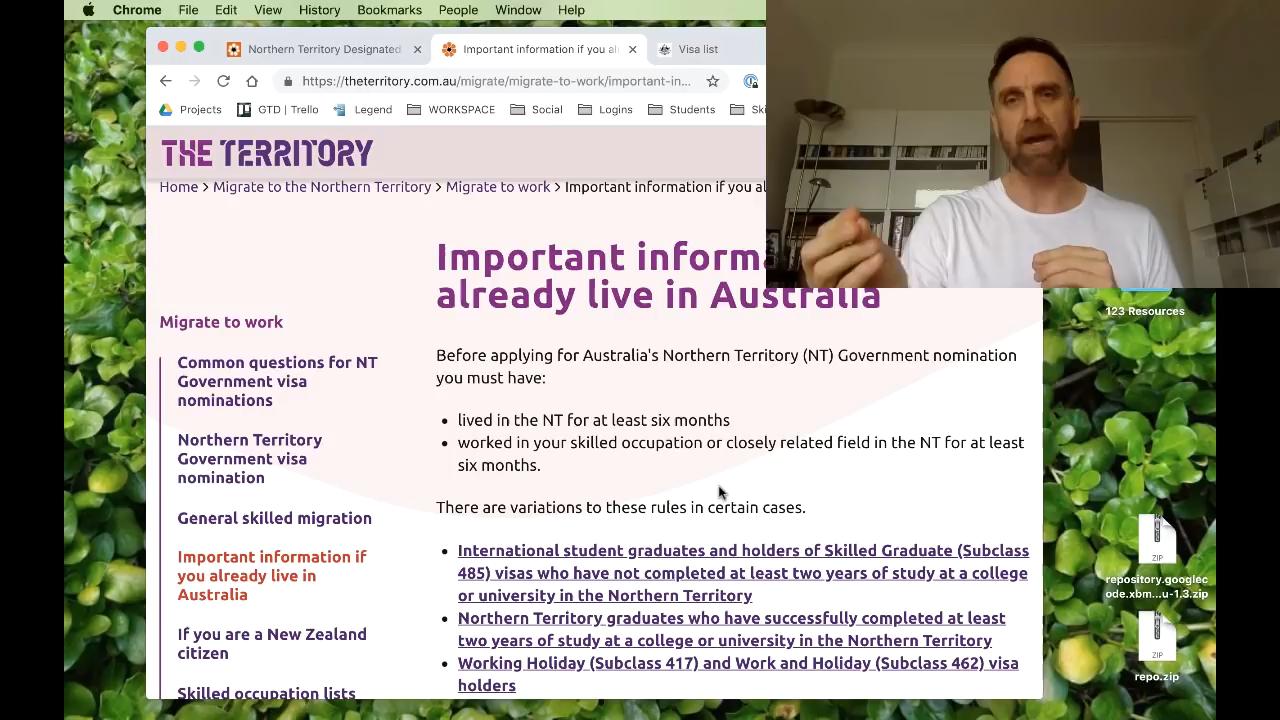 Chrome File Edit View History Bookmarks People Window Help
Northern Territory Designated
Important information if you al
Visa list
https://theterritory.com.au/migrate/migrate-to-work/important-in...
Projects GTD | Trello Legend WORKSPACE Social Logins Students Ski
THE TERRITORY
Home > Migrate to the Northern Territory > Migrate to work > Important information if you al
Important inform
already live in Australia
Migrate to work
Common questions for NT
Government visa
nominations
Northern Territory
Government visa
nomination
General skilled migration
Important information if
you already live in
Australia
If you are a New Zealand
citizen
Skilled occupation lists
Before applying for Australia's Northern Territory (NT) Government nomination
you must have:
• lived in the NT for at least six months
• worked in your skilled occupation or closely related field in the NT for at least
six months.
There are variations to these rules in certain cases.
• International student graduates and holders of Skilled Graduate (Subclass
485) visas who have not completed at least two years of study at a college
or university in the Northern Territory
• Northern Territory graduates who have successfully completed at least
two years of study at a college or university in the Northern Territory
• Working Holiday (Subclass 417) and Work and Holiday (Subclass 462) visa
holders
123 Resources
ZIP
repository.googlec
ode.xbm...u-1.3.zip
ZIP
repo.zip